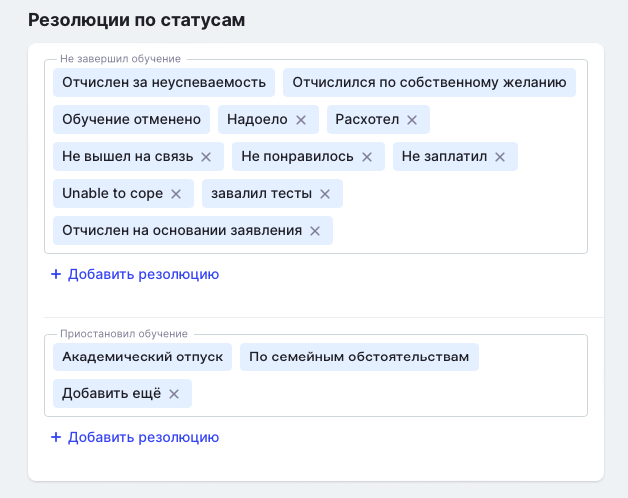 Резолюции по статусам
Не завершил обучение
Отчислен за неуспеваемость Отчислился по собственному желанию
Обучение отменено Надоело Расхотел
Не вышел на связь Не понравилось Не заплатил
Unable to cope завалил тесты
Отчислен на основании заявления
+ Добавить резолюцию
Приостановил обучение
Академический отпуск По семейным обстоятельствам
Добавить ещё
+ Добавить резолюцию